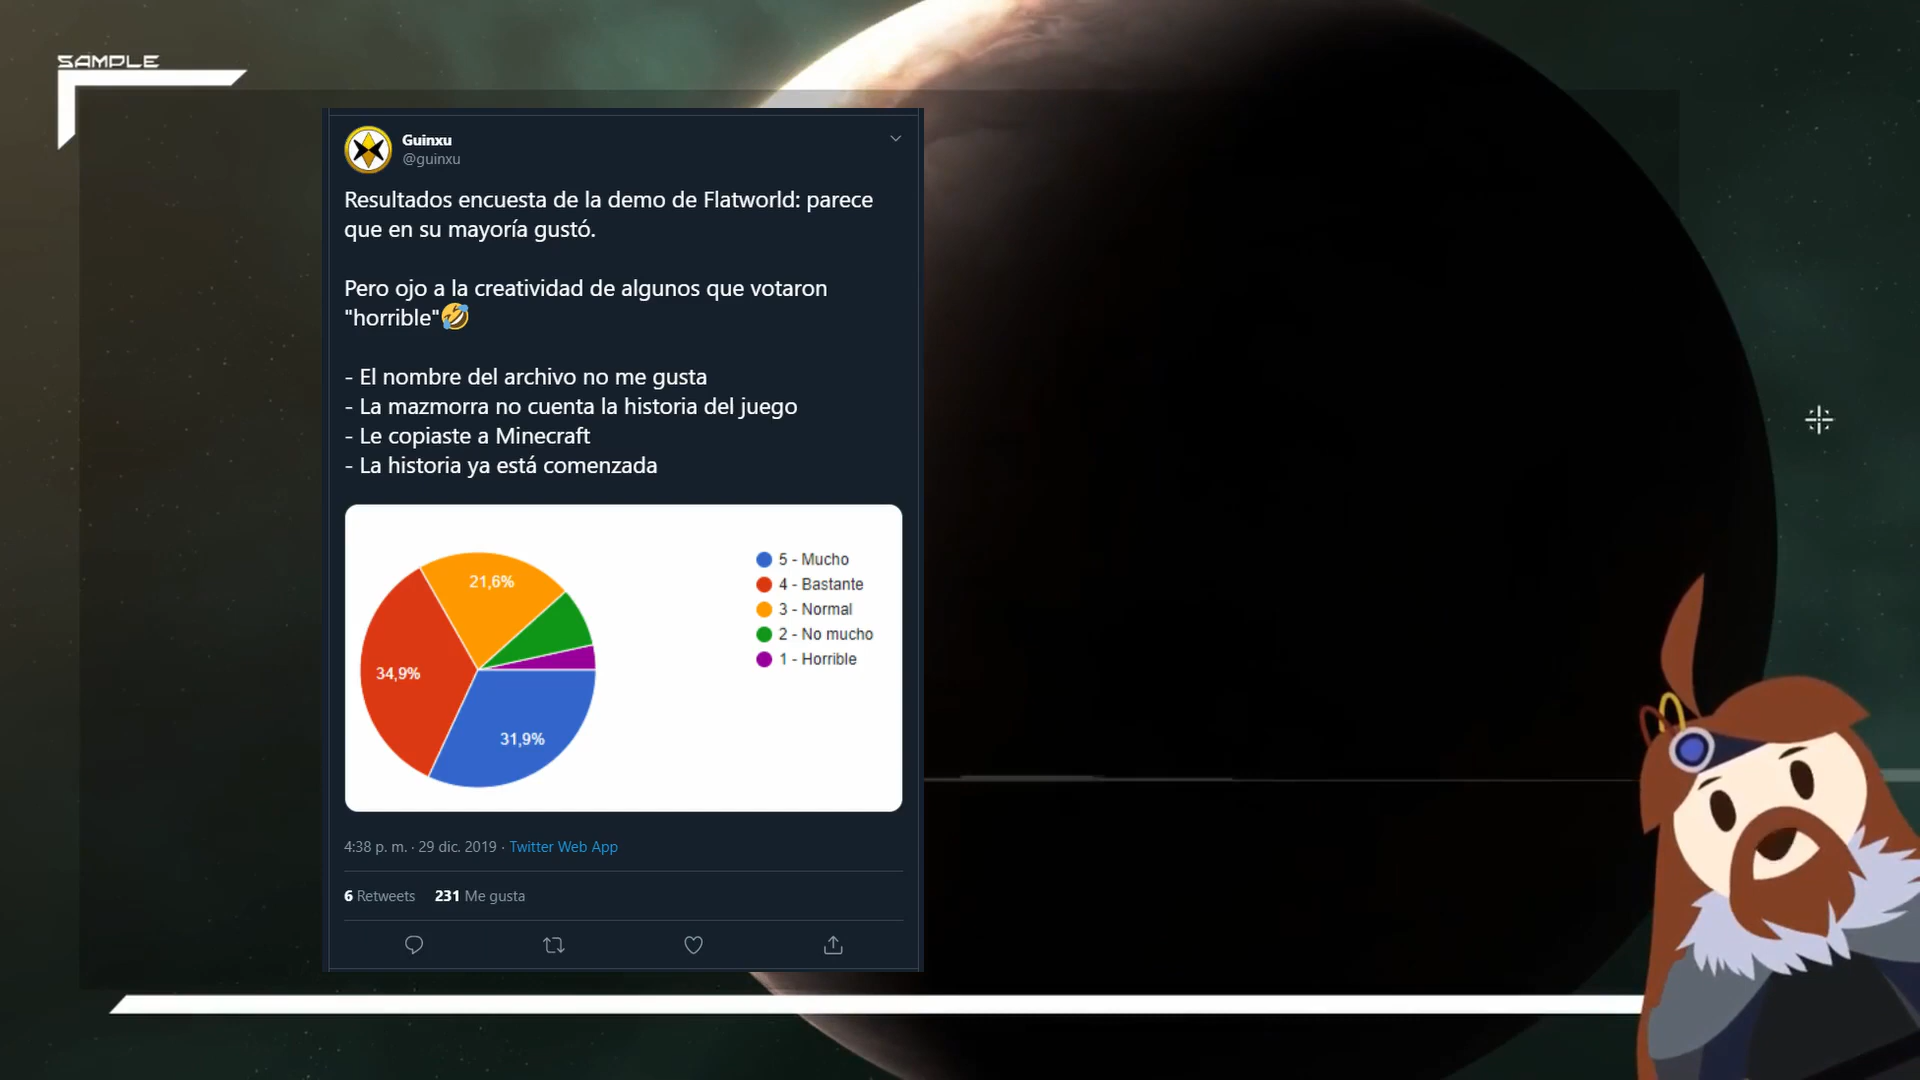 SAMPLE
Guinxu
@guinxu
Resultados encuesta de la demo de Flatworld: parece
que en su mayoría gustó.
Pero ojo a la creatividad de algunos que votaron
"horrible"🤣
- El nombre del archivo no me gusta
- La mazmorra no cuenta la historia del juego
- Le copiaste a Minecraft
- La historia ya está comenzada
21,6%
34,9%
31,9%
5 - Mucho
4 - Bastante
3 - Normal
2 - No mucho
1 - Horrible
4:38 p. m. · 29 dic. 2019 · Twitter Web App
6 Retweets 231 Me gusta